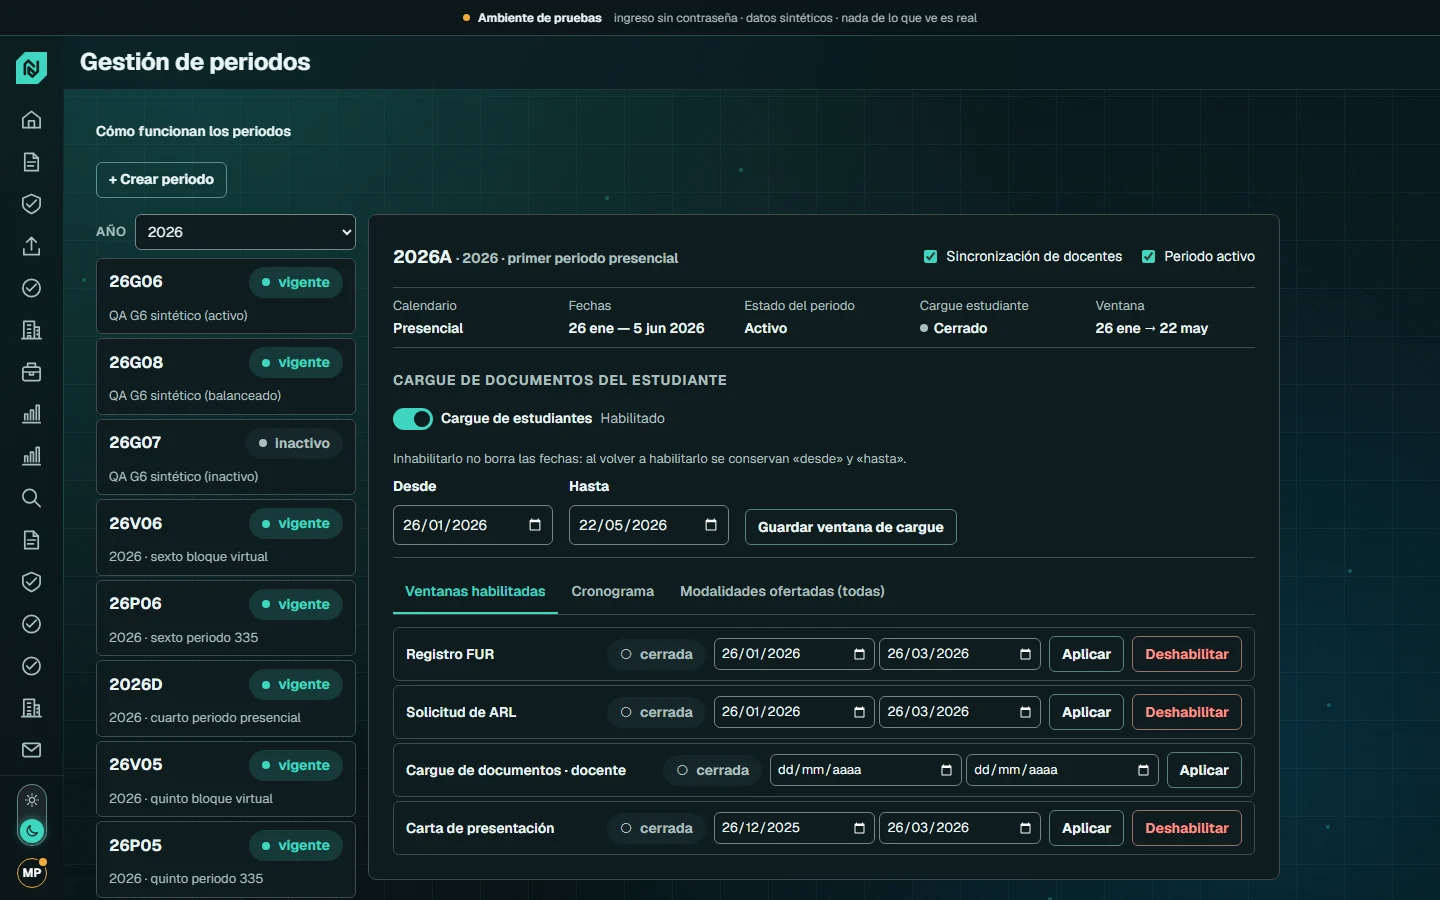 Ambiente de pruebas ingreso sin contraseña · datos sintéticos · nada de lo que ve es real
Gestión de periodos
Cómo funcionan los periodos
+ Crear periodo
AÑO 2026
26G06 vigente
QA G6 sintético (activo)
26G08 vigente
QA G6 sintético (balanceado)
26G07 inactivo
QA G6 sintético (inactivo)
26V06 vigente
2026 · sexto bloque virtual
26P06 vigente
2026 · sexto periodo 335
2026D vigente
2026 · cuarto periodo presencial
26V05 vigente
2026 · quinto bloque virtual
26P05 vigente
2026 · quinto periodo 335
2026A · 2026 · primer periodo presencial Sincronización de docentes Periodo activo
Calendario Fechas Estado del periodo Cargue estudiante Ventana
Presencial 26 ene — 5 jun 2026 Activo Cerrado 26 ene → 22 may
CARGUE DE DOCUMENTOS DEL ESTUDIANTE
Cargue de estudiantes Habilitado
Inhabilitarlo no borra las fechas: al volver a habilitarlo se conservan «desde» y «hasta».
Desde Hasta
26/01/2026 22/05/2026 Guardar ventana de cargue
Ventanas habilitadas Cronograma Modalidades ofertadas (todas)
Registro FUR cerrada 26/01/2026 26/03/2026 Aplicar Deshabilitar
Solicitud de ARL cerrada 26/01/2026 26/03/2026 Aplicar Deshabilitar
Cargue de documentos · docente cerrada dd/mm/aaaa dd/mm/aaaa Aplicar
Carta de presentación cerrada 26/12/2025 26/03/2026 Aplicar Deshabilitar
MP